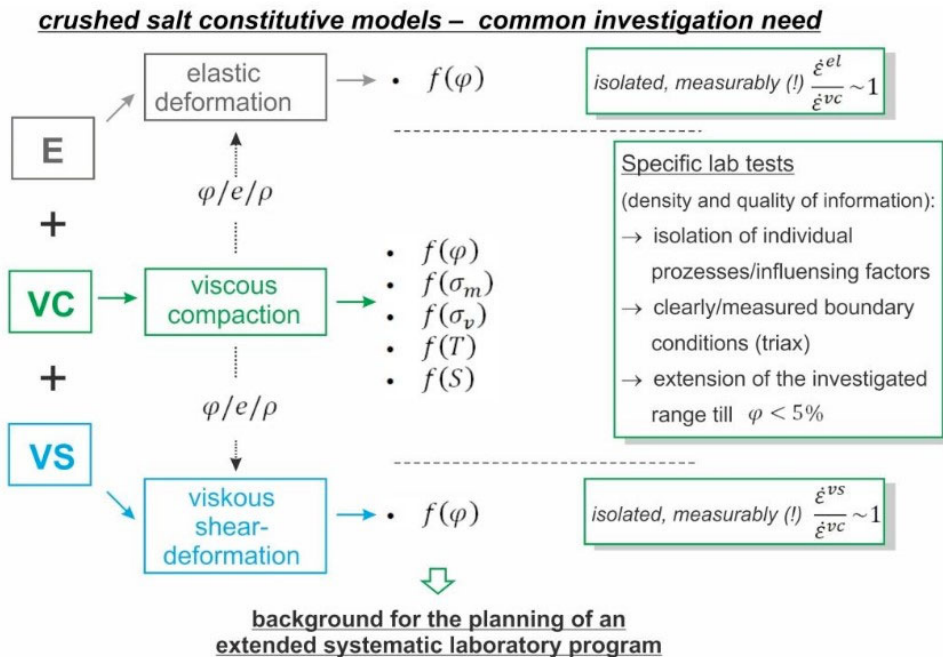 crushed salt constitutive models – common investigation need
E
+
VC
+
VS
elastic
deformation
• f(φ)
φ/e/ρ
viscous
compaction
• f(φ)
• f(σ_m)
• f(σ_v)
• f(T)
• f(S)
φ/e/ρ
viskous
shear-
deformation
• f(φ)
isolated, measurably (!) ε̇^el / ε̇^vc ~1
Specific lab tests
(density and quality of information):
→ isolation of individual
prozesses/influensing factors
→ clearly/measured boundary
conditions (triax)
→ extension of the investigated
range till φ < 5%
isolated, measurably (!) ε̇^vs / ε̇^vc ~1
background for the planning of an
extended systematic laboratory program